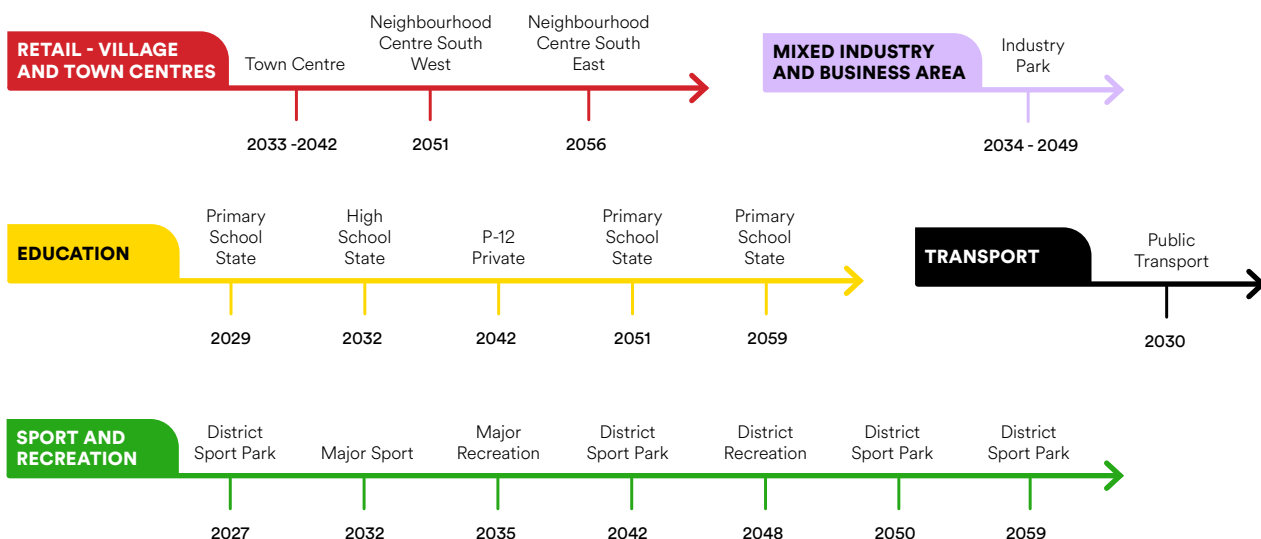 RETAIL - VILLAGE
AND TOWN CENTRES
Town Centre
Neighbourhood
Centre South
West
Neighbourhood
Centre South
East
2033 -2042
2051
2056
MIXED INDUSTRY
AND BUSINESS AREA
Industry
Park
2034 - 2049
EDUCATION
Primary
School
State
High
School
State
P-12
Private
Primary
School
State
Primary
School
State
2029
2032
2042
2051
2059
TRANSPORT
Public
Transport
2030
SPORT AND
RECREATION
District
Sport Park
Major Sport
Major
Recreation
District
Sport Park
District
Recreation
District
Sport Park
District
Sport Park
2027
2032
2035
2042
2048
2050
2059